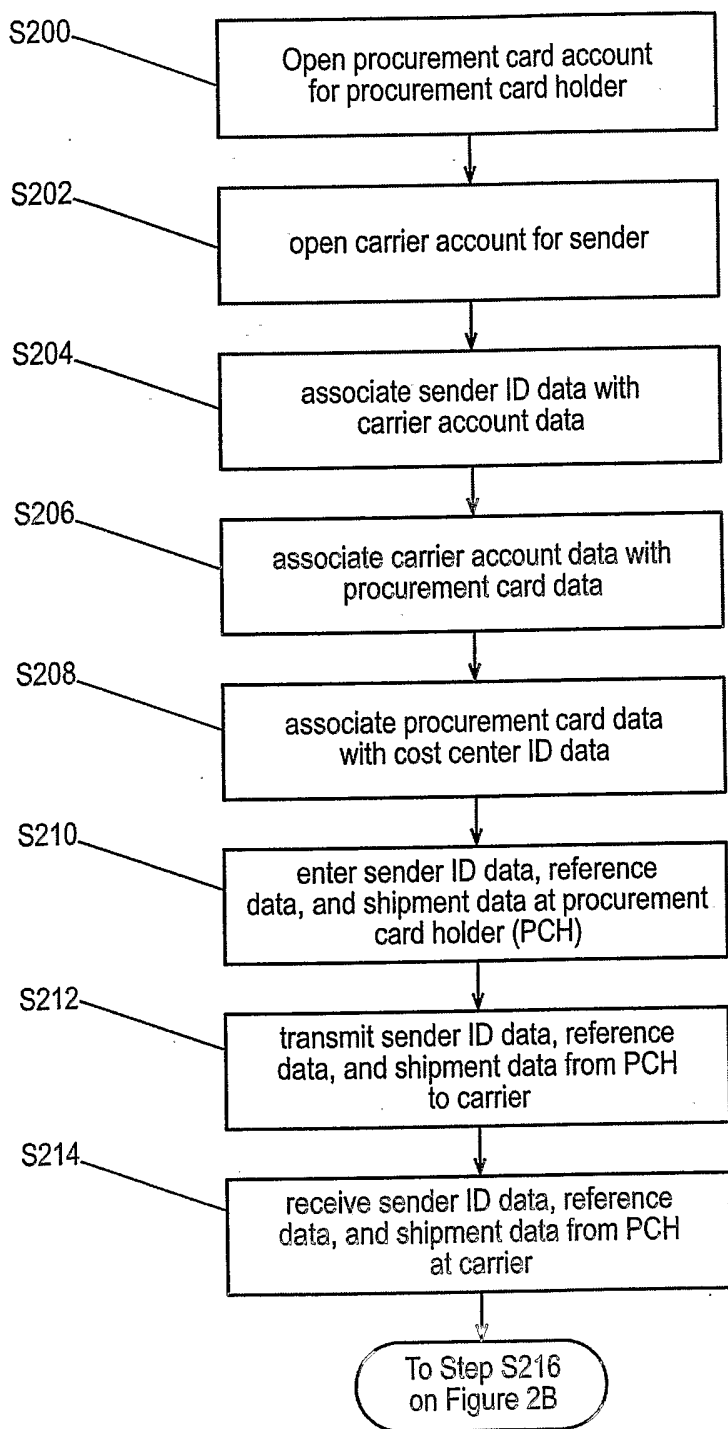 S200
Open procurement card account
for procurement card holder
S202
open carrier account for sender
S204
associate sender ID data with
carrier account data
S206
associate carrier account data with
procurement card data
S208
associate procurement card data
with cost center ID data
S210
enter sender ID data, reference
data, and shipment data at procurement
card holder (PCH)
S212
transmit sender ID data, reference
data, and shipment data from PCH
to carrier
S214
receive sender ID data, reference
data, and shipment data from PCH
at carrier
To Step S216
on Figure 2B